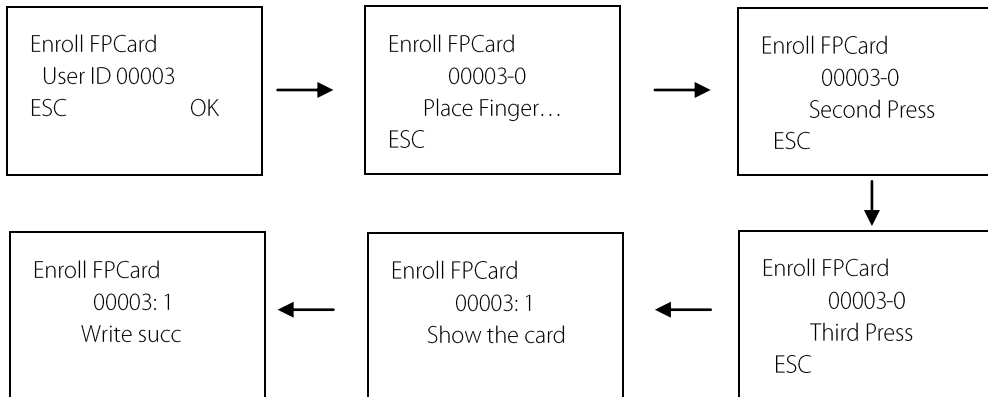 Enroll FPCard
User ID 00003
ESC OK
Enroll FPCard
00003-0
Place Finger…
ESC
Enroll FPCard
00003-0
Second Press
ESC
Enroll FPCard
00003-0
Third Press
ESC
Enroll FPCard
00003: 1
Show the card
Enroll FPCard
00003: 1
Write succ